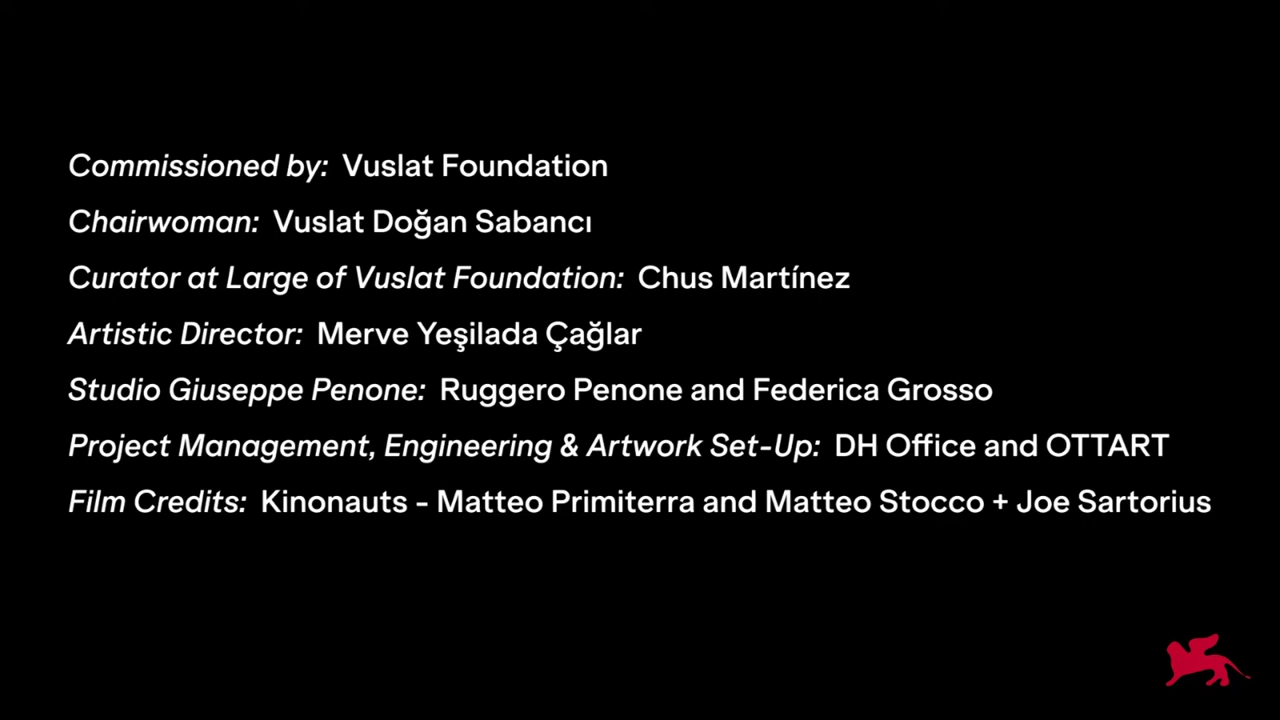 Commissioned by: Vuslat Foundation
Chairwoman: Vuslat Doğan Sabancı
Curator at Large of Vuslat Foundation: Chus Martínez
Artistic Director: Merve Yeşilada Çağlar
Studio Giuseppe Penone: Ruggero Penone and Federica Grosso
Project Management, Engineering & Artwork Set-Up: DH Office and OTTART
Film Credits: Kinonauts - Matteo Primiterra and Matteo Stocco + Joe Sartorius